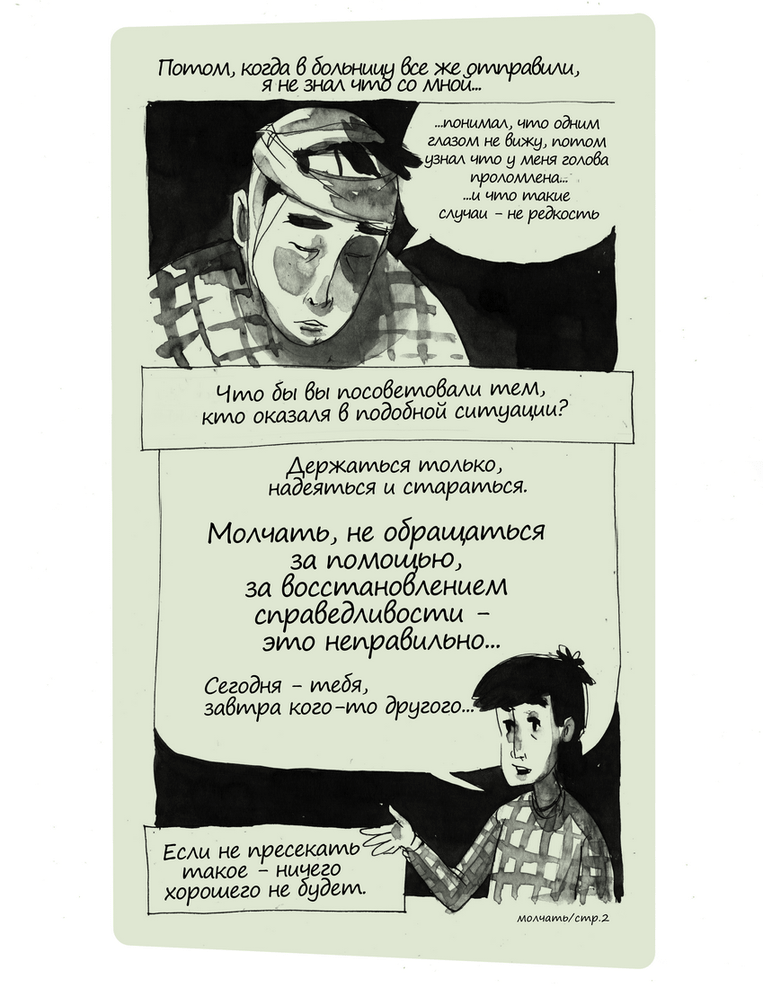 Потом, когда в больницу все же отправили,
я не знал что со мной...
...понимал, что одним
глазом не вижу, потом
узнал что у меня голова
проломлена...
...и что такие
случаи - не редкость
Что бы вы посоветовали тем,
кто оказаля в подобной ситуации?
Держаться только,
надеяться и стараться.
Молчать, не обращаться
за помощью,
за восстановлением
справедливости -
это неправильно...
Сегодня - тебя,
завтра кого-то другого...
Если не пресекать
такое - ничего
хорошего не будет.
молчать/стр.2